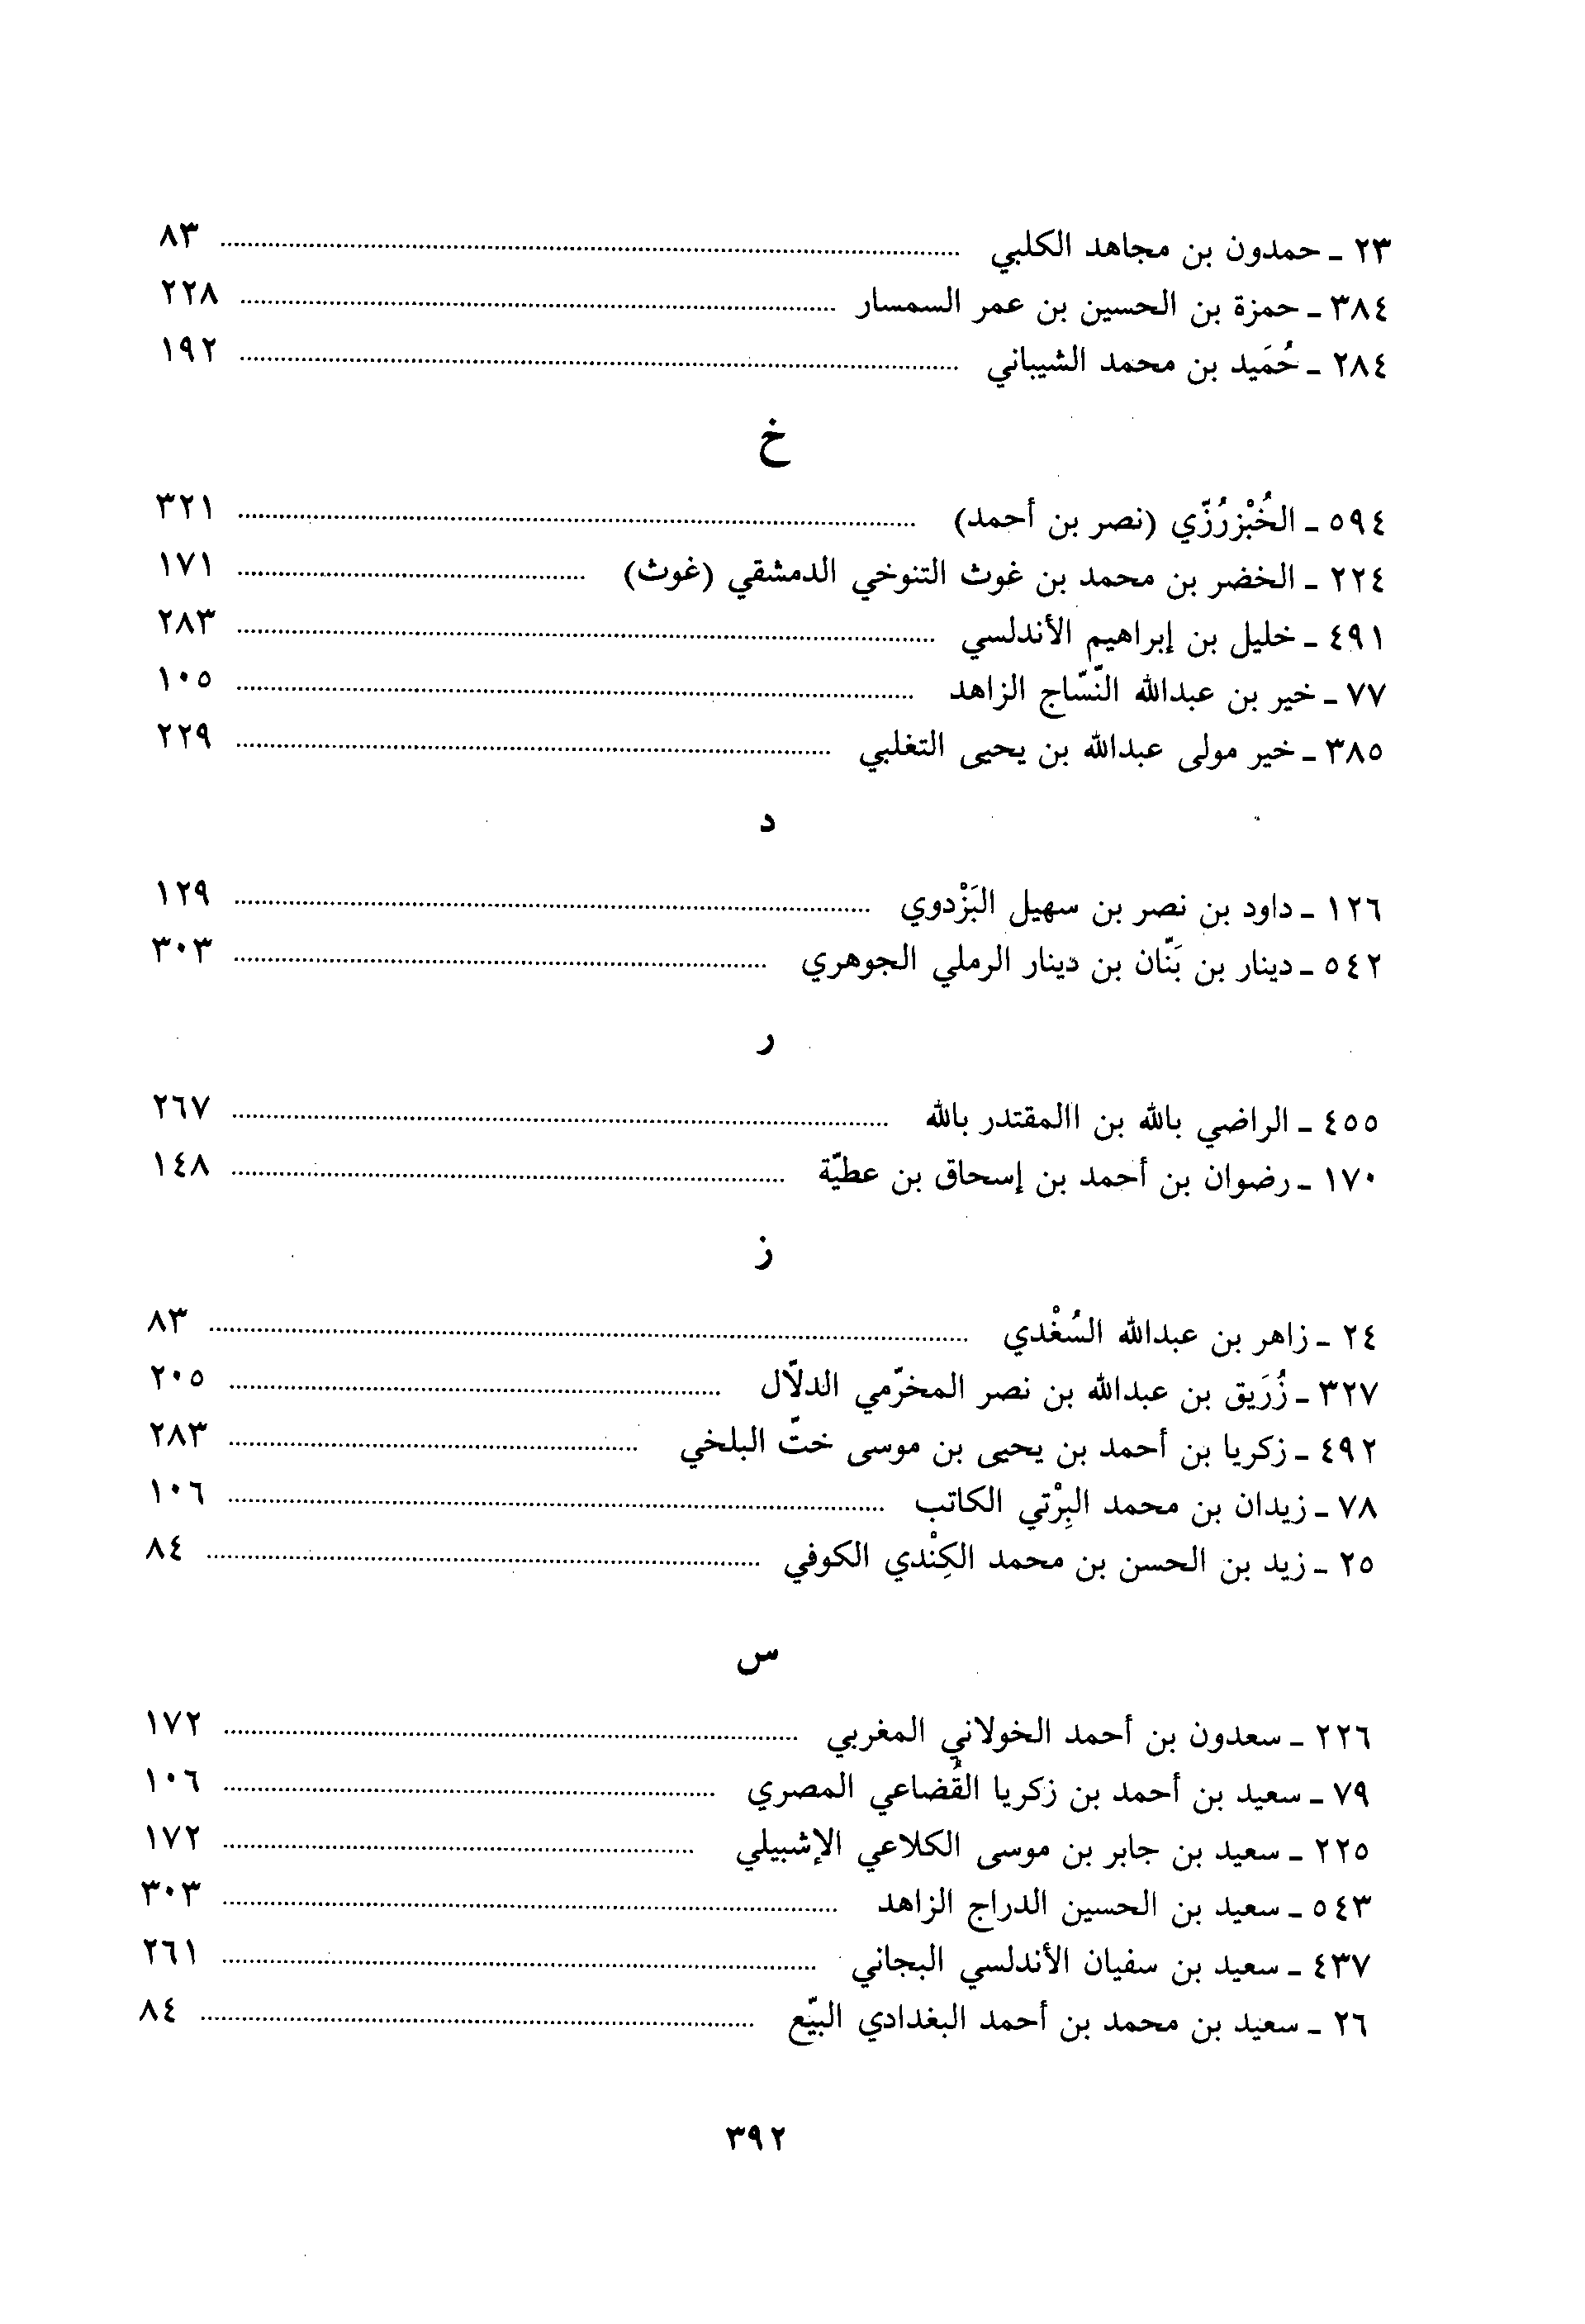 ٢٣ ـ حمدون بن مجاهد الكلبي ........ ٨٣
٣٨٤ ـ حمزة بن الحسين بن عمر السمسار ........ ٢٢٨
٢٨٤ ـ حُمَيد بن محمد الشيباني ........ ١٩٢
خ
٥٩٤ ـ الخُبْزرُزّي (نصر بن أحمد) ........ ٣٢١
٢٢٤ ـ الخضر بن محمد بن غوث التنوخي الدمشقي (غوث) ........ ١٧١
٤٩١ ـ خليل بن إبراهيم الأندلسي ........ ٢٨٣
٧٧ ـ خير بن عبدالله النّسّاج الزاهد ........ ١٠٥
٣٨٥ ـ خير مولى عبدالله بن يحيى التغلبي ........ ٢٢٩
د
١٢٦ ـ داود بن نصر بن سهيل البَزْدوي ........ ١٢٩
٥٤٢ ـ دينار بن بَنّان بن دينار الرملي الجوهري ........ ٣٠٣
ر
٤٥٥ ـ الراضي بالله بن االمقتدر بالله ........ ٢٦٧
١٧٠ ـ رضوان بن أحمد بن إسحاق بن عطيّة ........ ١٤٨
ز
٢٤ ـ زاهر بن عبدالله السُغْدي ........ ٨٣
٣٢٧ ـ زُرَيق بن عبدالله بن نصر المخرّمي الدلاّل ........ ٢٠٥
٤٩٢ ـ زكريا بن أحمد بن يحيى بن موسى ختّ البلخي ........ ٢٨٣
٧٨ ـ زيدان بن محمد البِرْتي الكاتب ........ ١٠٦
٢٥ ـ زيد بن الحسن بن محمد الكِنْدي الكوفي ........ ٨٤
س
٢٢٦ ـ سعدون بن أحمد الخولاني المغربي ........ ١٧٢
٧٩ ـ سعيد بن أحمد بن زكريا القُضاعي المصري ........ ١٠٦
٢٢٥ ـ سعيد بن جابر بن موسى الكلاعي الإشبيلي ........ ١٧٢
٥٤٣ ـ سعيد بن الحسين الدراج الزاهد ........ ٣٠٣
٤٣٧ ـ سعيد بن سفيان الأندلسي البجاني ........ ٢٦١
٢٦ ـ سعيد بن محمد بن أحمد البغدادي البيّع ........ ٨٤
٣٩٢